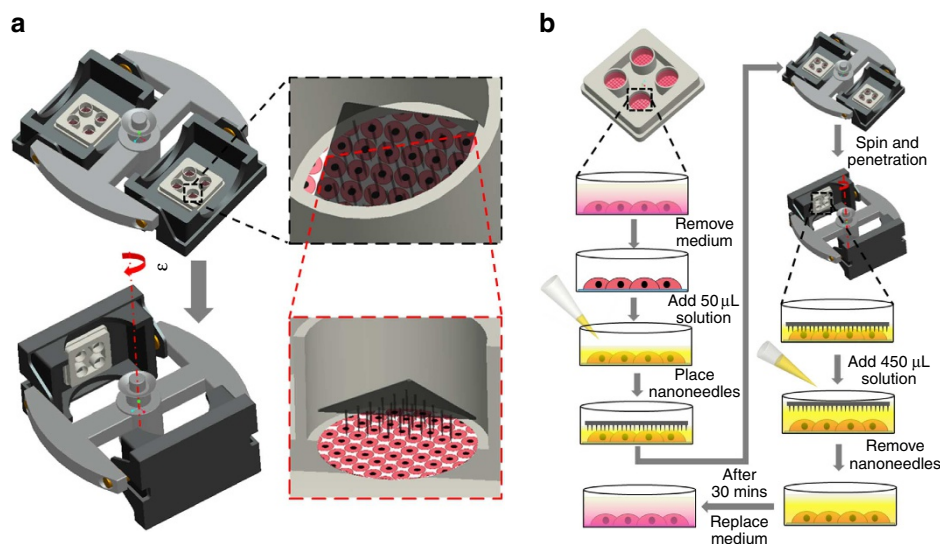 a
ω
b
Remove
medium
Add 50 µL
solution
Place
nanoneedles
Spin and
penetration
Add 450 µL
solution
Remove
nanoneedles
After
30 mins
Replace
medium